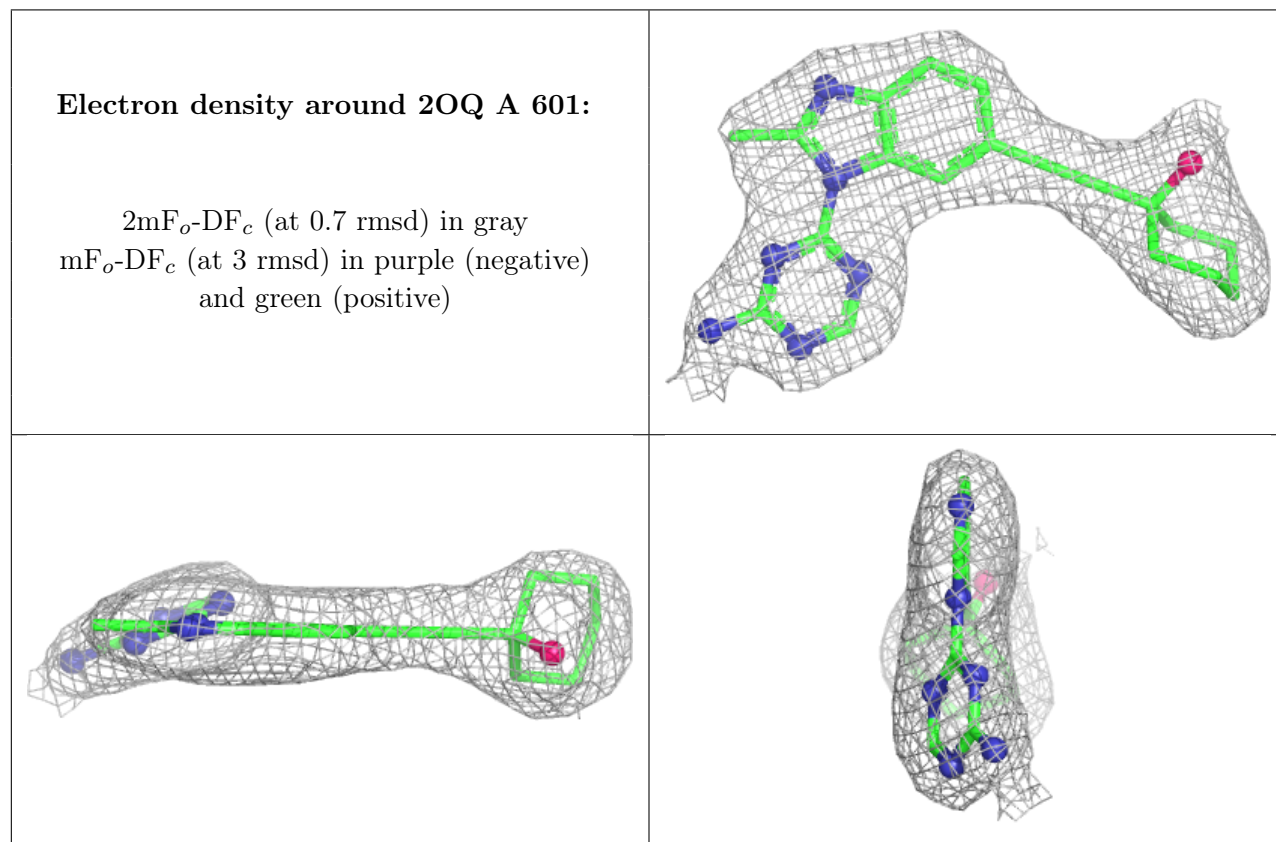 Electron density around 2OQ A 601:
2mFo-DFc (at 0.7 rmsd) in gray
mFo-DFc (at 3 rmsd) in purple (negative)
and green (positive)